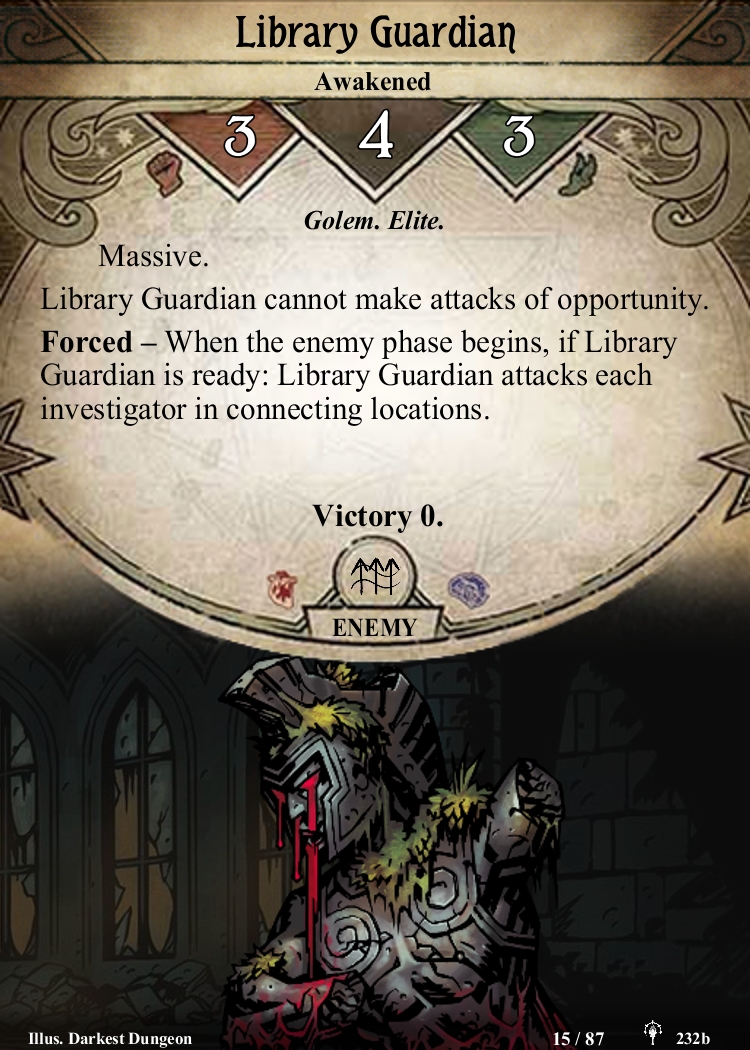 Library Guardian
Awakened
3 4 3
Golem. Elite.
Massive.
Library Guardian cannot make attacks of opportunity.
Forced – When the enemy phase begins, if Library
Guardian is ready: Library Guardian attacks each
investigator in connecting locations.
Victory 0.
ENEMY
Illus. Darkest Dungeon
15 / 87
232b